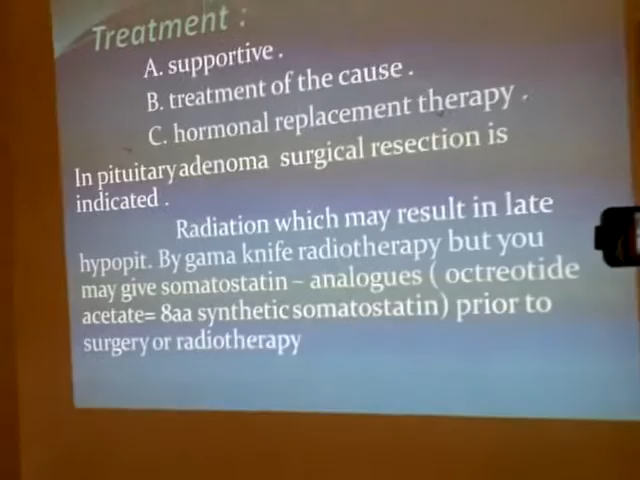 Treatment :
A. supportive .
B. treatment of the cause .
C. hormonal replacement therapy .
In pituitary adenoma surgical resection is
indicated .
Radiation which may result in late
hypopit. By gama knife radiotherapy but you
may give somatostatin – analogues ( octreotide
acetate= 8aa synthetic somatostatin) prior to
surgery or radiotherapy